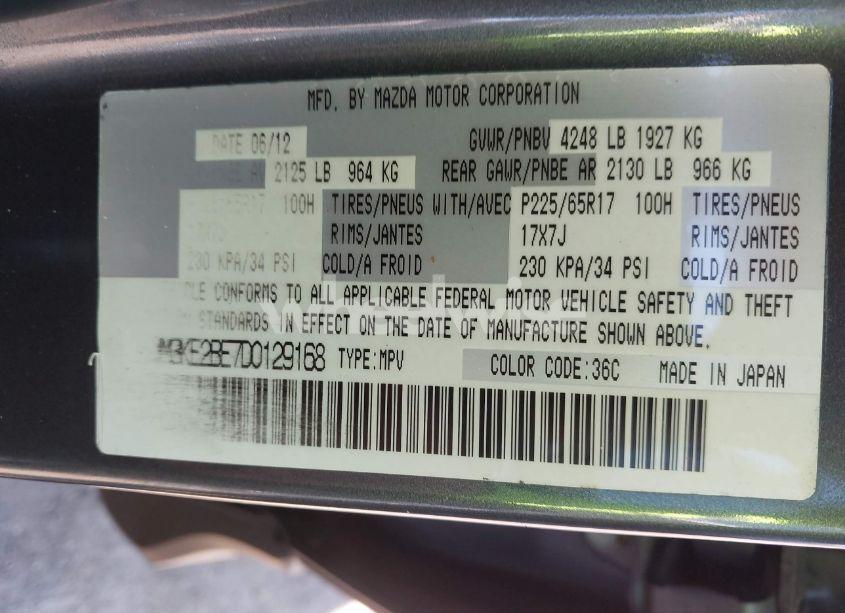 MFD. BY MAZDA MOTOR CORPORATION
DATE 06/12 GVWR/PNBV 4248 LB 1927 KG
2125 LB 964 KG REAR GAWR/PNBE AR 2130 LB 966 KG
100H TIRES/PNEUS WITH/AVEC P225/65R17 100H TIRES/PNEUS
17X7J RIMS/JANTES 17X7J RIMS/JANTES
230 KPA/34 PSI COLD/A FROID 230 KPA/34 PSI COLD/A FROID
CONFORMS TO ALL APPLICABLE FEDERAL MOTOR VEHICLE SAFETY AND THEFT
STANDARDS IN EFFECT ON THE DATE OF MANUFACTURE SHOWN ABOVE.
TYPE:MPV COLOR CODE:36C MADE IN JAPAN